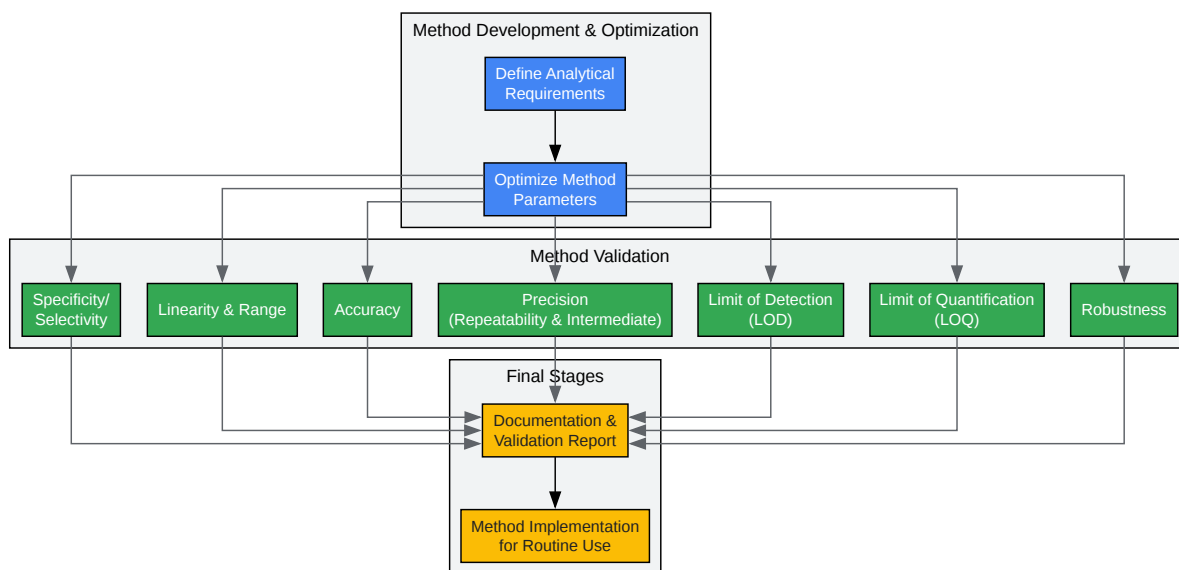 Method Development & Optimization
Define Analytical
Requirements
Optimize Method
Parameters
Method Validation
Specificity/
Selectivity
Linearity & Range
Accuracy
Precision
(Repeatability & Intermediate)
Limit of Detection
(LOD)
Limit of Quantification
(LOQ)
Robustness
Final Stages
Documentation &
Validation Report
Method Implementation
for Routine Use